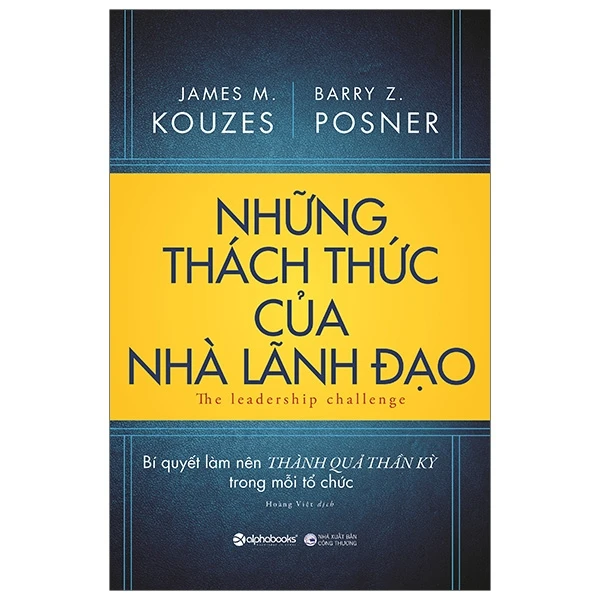 JAMES M. KOUZES
BARRY Z. POSNER
NHỮNG
THÁCH THỨC
CỦA
NHÀ LÃNH ĐẠO
The leadership challenge
Bí quyết làm nên THÀNH QUẢ THẦN KỲ
trong mỗi tổ chức
Hoàng Việt dịch
alphabooks
NHÀ XUẤT BẢN
CÔNG THƯƠNG